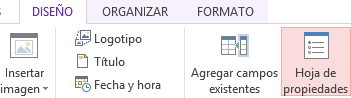 DISEÑO ORGANIZAR FORMATO
Logotipo
Título
Fecha y hora
Insertar
imagen
Agregar campos
existentes
Hoja de
propiedades